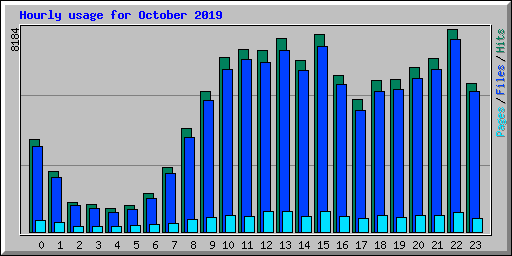 Hourly usage for October 2019
8184
Pages / Files / Hits
0 1 2 3 4 5 6 7 8 9 10 11 12 13 14 15 16 17 18 19 20 21 22 23